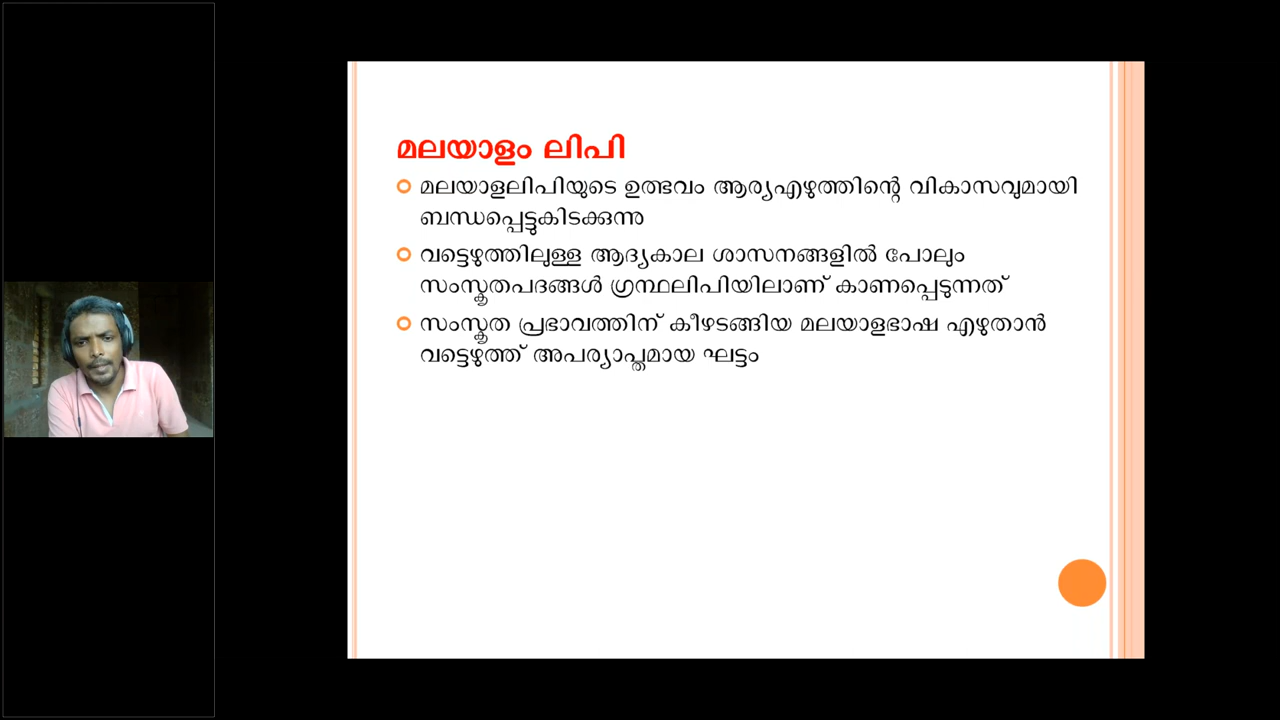 മലയാളം ലിപി
മലയാളലിപിയുടെ ഉത്ഭവം ആര്യഎഴുത്തിന്റെ വികാസവുമായി
ബന്ധപ്പെട്ടുകിടക്കുന്നു
വട്ടെഴുത്തിലുള്ള ആദ്യകാല ശാസനങ്ങളിൽ പോലും
സംസ്കൃതപദങ്ങൾ ഗ്രന്ഥലിപിയിലാണ് കാണപ്പെടുന്നത്
സംസ്കൃത പ്രഭാവത്തിന് കീഴടങ്ങിയ മലയാളഭാഷ എഴുതാൻ
വട്ടെഴുത്ത് അപര്യാപ്തമായ ഘട്ടം